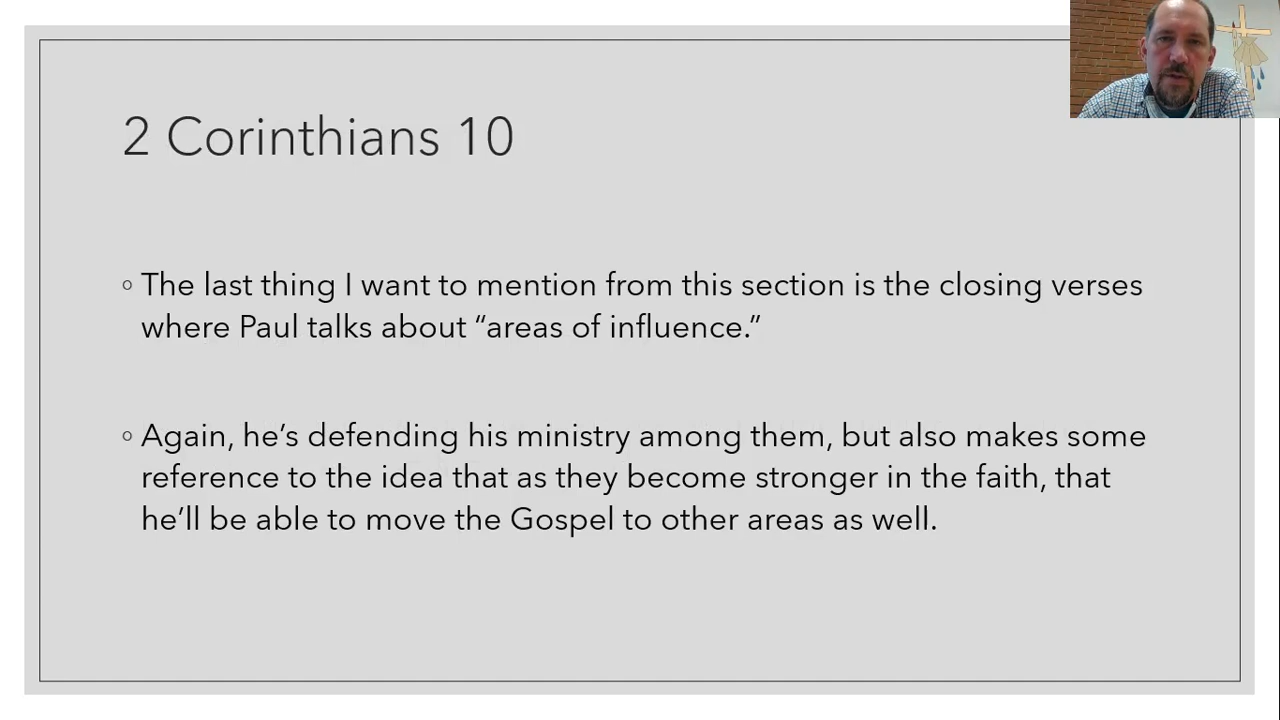 2 Corinthians 10
◦ The last thing I want to mention from this section is the closing verses
where Paul talks about “areas of influence.”
◦ Again, he’s defending his ministry among them, but also makes some
reference to the idea that as they become stronger in the faith, that
he’ll be able to move the Gospel to other areas as well.